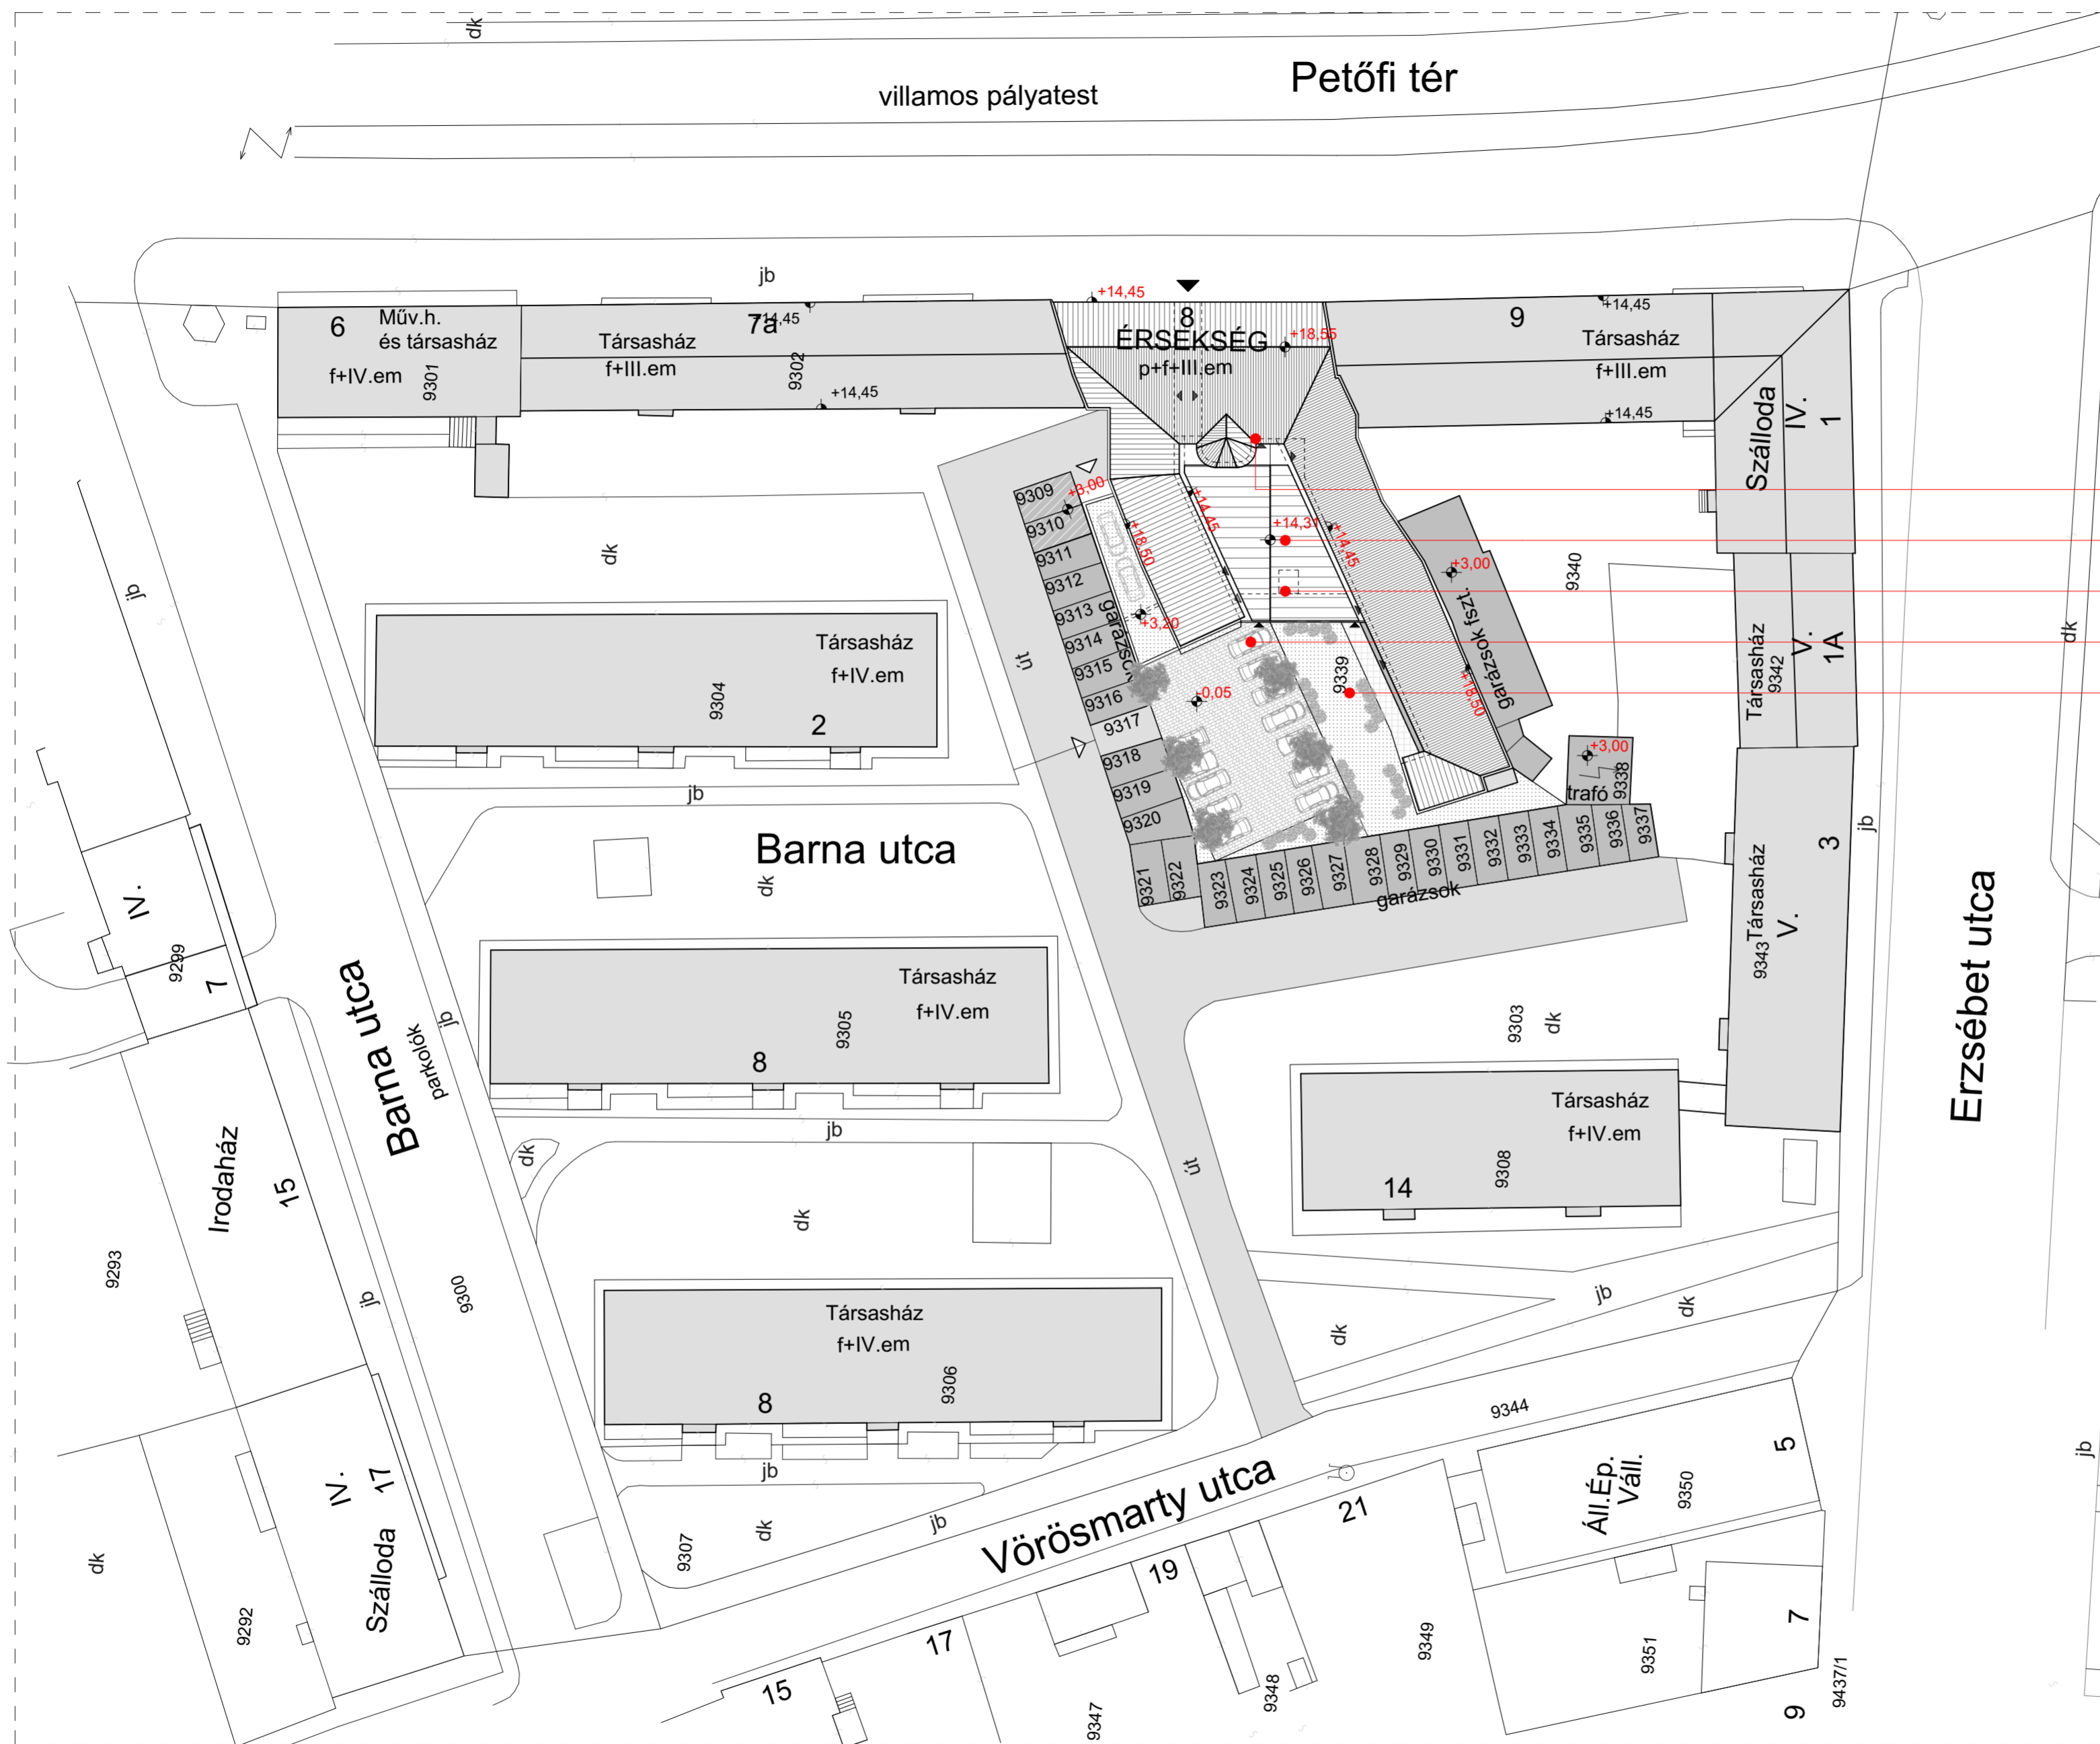 dk
Petőfi tér
villamos pályatest
jb
+14,45
6
Műv.h.
és társasház
f+IV.em
9301
7a
+14,45
Társasház
f+III.em
9302
+14,45
8
ÉRSEKSÉG
p+f+III.em
+18,55
9
+14,45
Társasház
f+III.em
+14,45
Szálloda
IV.
1
9309
+3,00
9310
9311
9312
9313
9314
9315
9316
9317
9318
9319
9320
9321
9322
garázsok
+18,50
+14,45
+14,31
+14,45
+3,20
-0,05
9339
+18,50
garázsok fszt.
+3,00
9340
+3,00
trafó
9338
9323
9324
9325
9326
9327
9328
9329
9330
9331
9332
9333
9334
9335
9336
9337
garázsok
Társasház
9342
V.
1A
dk
jb
dk
út
Társasház
f+IV.em
9304
2
jb
Barna utca
dk
3
jb
Társasház
9343
V.
Erzsébet utca
IV.
9299
7
Barna utca
parkolók
jb
Társasház
f+IV.em
9305
8
jb
9303
dk
Társasház
f+IV.em
9308
14
út
Irodaház
15
dk
dk
9293
jb
9300
Társasház
f+IV.em
9306
8
jb
dk
jb
dk
9344
IV.
17
Szálloda
dk
9292
9307
dk
jb
Vörösmarty utca
21
19
17
15
9347
9348
9349
Áll.Ép.
Váll.
9350
5
9351
7
9
9437/1
jb